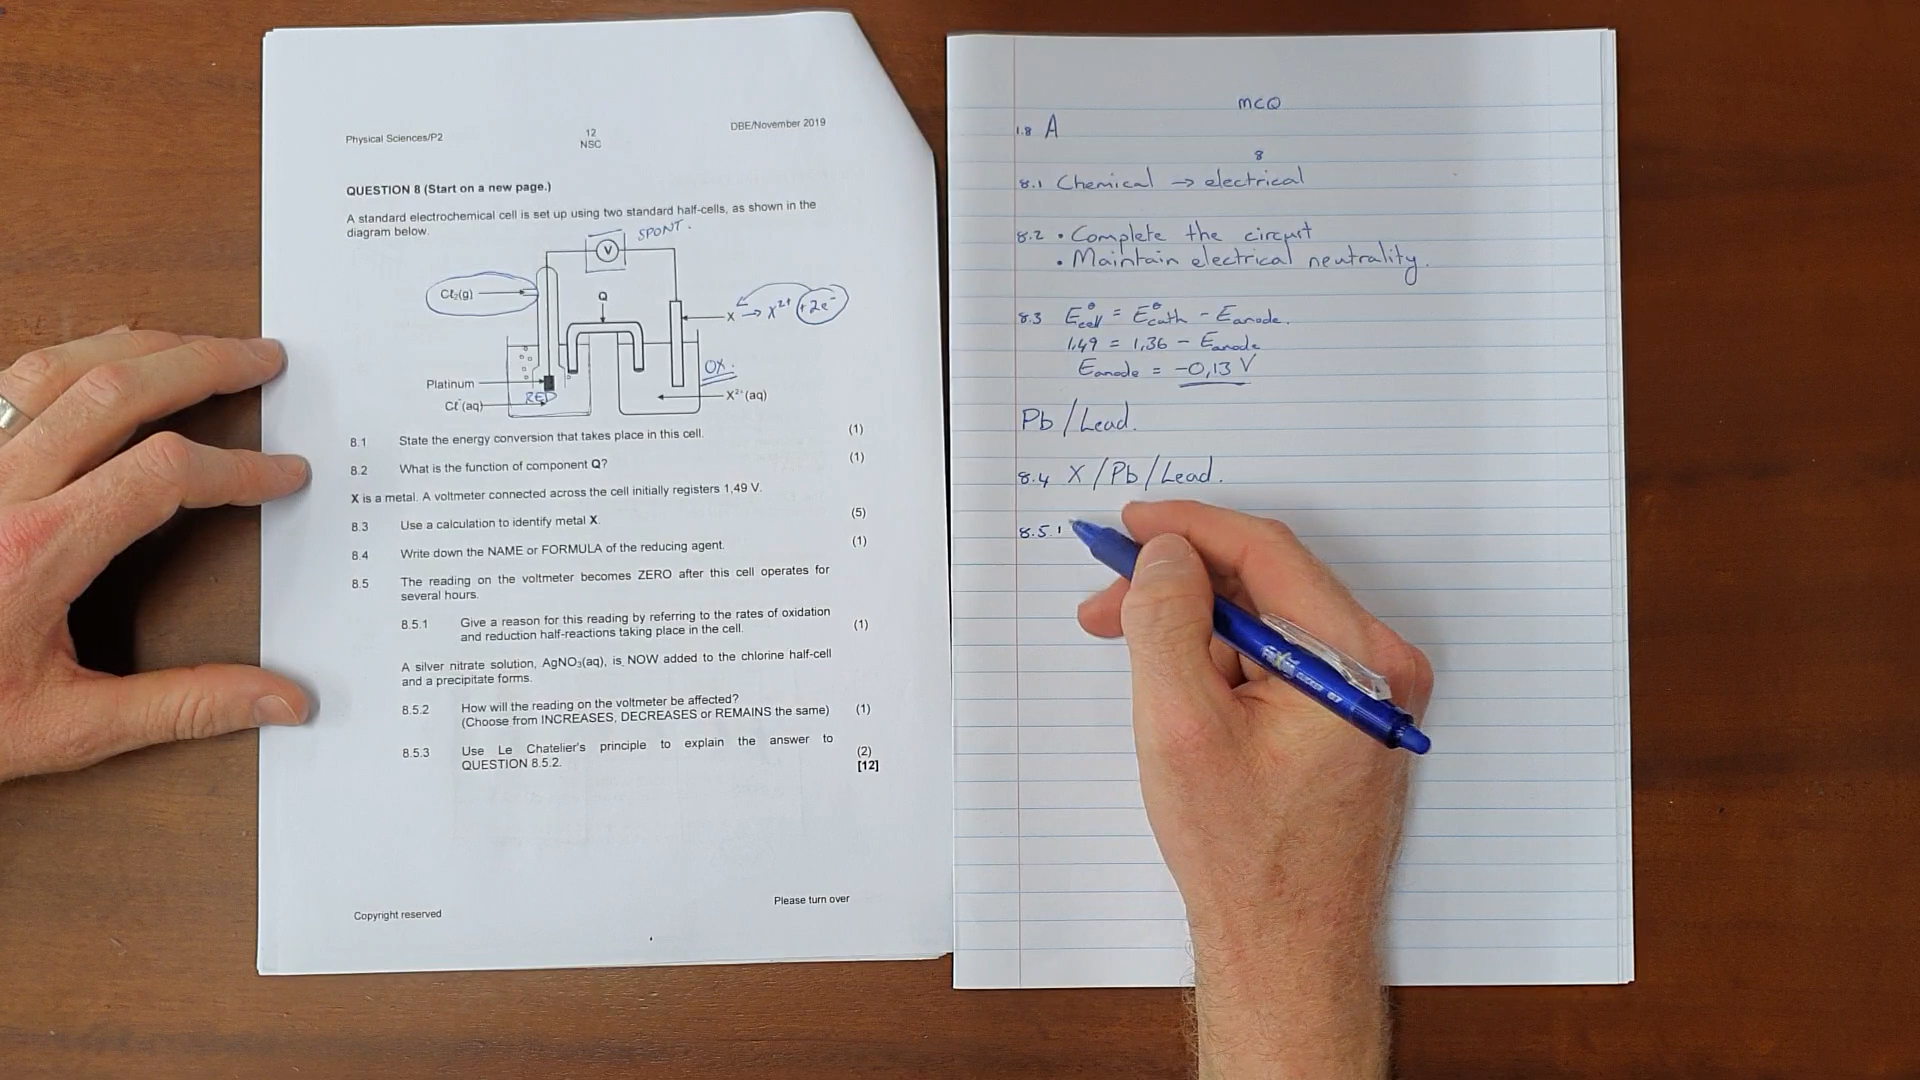 Physical Sciences/P2
12
NSC
DBE/November 2019
QUESTION 8 (Start on a new page.)
A standard electrochemical cell is set up using two standard half-cells, as shown in the
diagram below.
V
SPONT.
Cℓ₂(g)
Q
X → X²⁺ +2e⁻
OX.
Platinum
RED
Cℓ⁻(aq)
X²⁺(aq)
8.1 State the energy conversion that takes place in this cell. (1)
8.2 What is the function of component Q? (1)
X is a metal. A voltmeter connected across the cell initially registers 1,49 V.
8.3 Use a calculation to identify metal X. (5)
8.4 Write down the NAME or FORMULA of the reducing agent. (1)
8.5 The reading on the voltmeter becomes ZERO after this cell operates for
several hours.
8.5.1 Give a reason for this reading by referring to the rates of oxidation
and reduction half-reactions taking place in the cell. (1)
A silver nitrate solution, AgNO₃(aq), is NOW added to the chlorine half-cell
and a precipitate forms.
8.5.2 How will the reading on the voltmeter be affected?
(Choose from INCREASES, DECREASES or REMAINS the same) (1)
8.5.3 Use Le Chatelier's principle to explain the answer to
QUESTION 8.5.2. (2)
[12]
Copyright reserved
Please turn over
MCQ
1.8 A
8
8.1 Chemical → electrical
8.2 • Complete the circuit
• Maintain electrical neutrality.
8.3 E°cell = E°cath - Eanode.
1,49 = 1,36 - Eanode
Eanode = -0,13 V
Pb/Lead.
8.4 X/Pb/Lead.
8.5.1